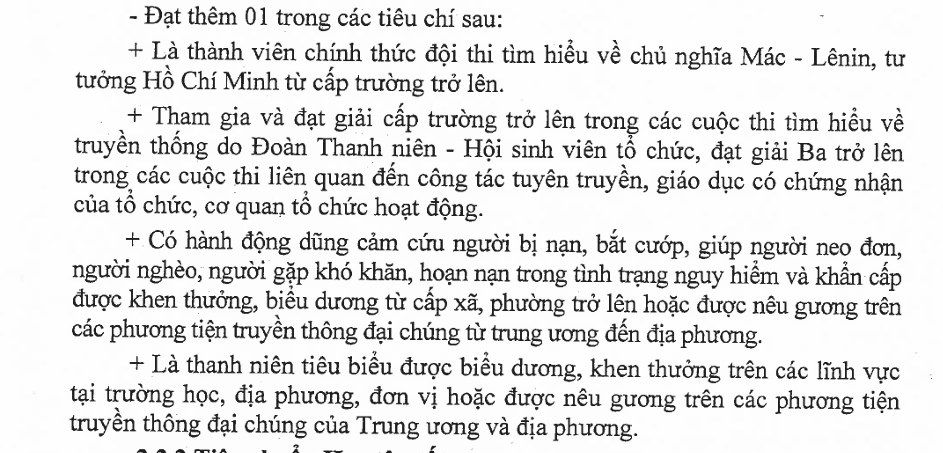 - Đạt thêm 01 trong các tiêu chí sau:
+ Là thành viên chính thức đội thi tìm hiểu về chủ nghĩa Mác - Lênin, tư
tưởng Hồ Chí Minh từ cấp trường trở lên.
+ Tham gia và đạt giải cấp trường trở lên trong các cuộc thi tìm hiểu về
truyền thống do Đoàn Thanh niên - Hội sinh viên tổ chức, đạt giải Ba trở lên
trong các cuộc thi liên quan đến công tác tuyên truyền, giáo dục có chứng nhận
của tổ chức, cơ quan tổ chức hoạt động.
+ Có hành động dũng cảm cứu người bị nạn, bắt cướp, giúp người neo đơn,
người nghèo, người gặp khó khăn, hoạn nạn trong tình trạng nguy hiểm và khẩn cấp
được khen thưởng, biểu dương từ cấp xã, phường trở lên hoặc được nêu gương trên
các phương tiện truyền thông đại chúng từ trung ương đến địa phương.
+ Là thanh niên tiêu biểu được biểu dương, khen thưởng trên các lĩnh vực
tại trường học, địa phương, đơn vị hoặc được nêu gương trên các phương tiện
truyền thông đại chúng của Trung ương và địa phương.